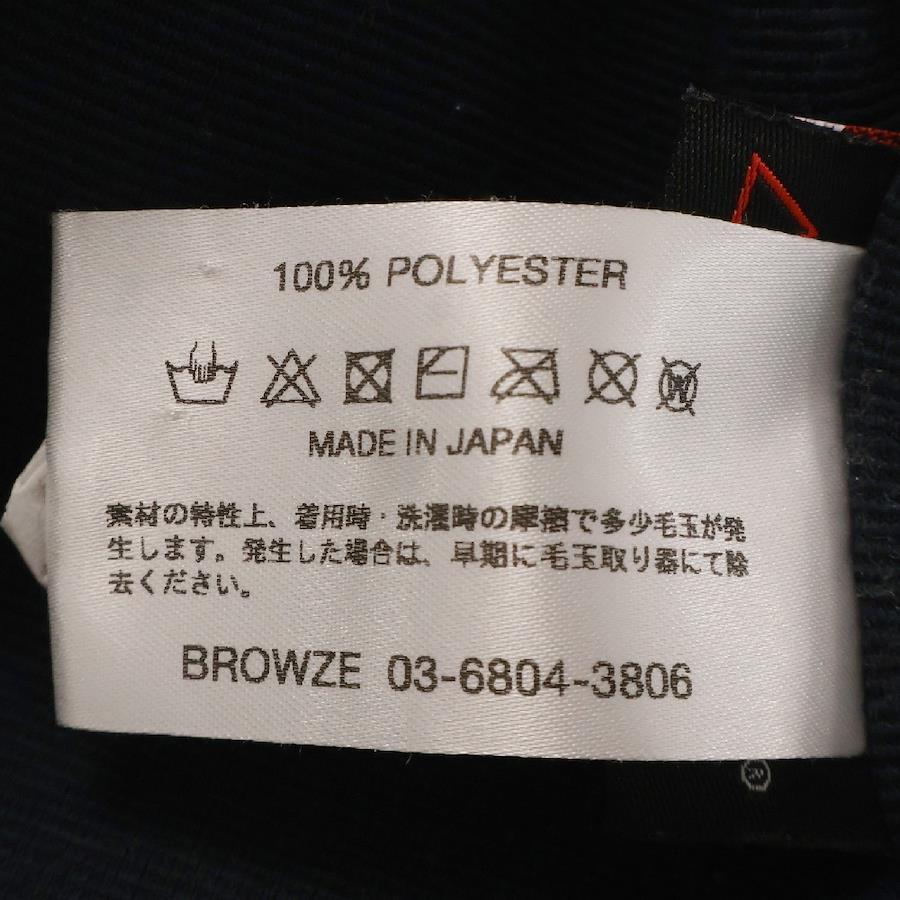 100% POLYESTER
MADE IN JAPAN
素材の特性上、着用時・洗濯時の摩擦で多少毛玉が発
生します。発生した場合は、早期に毛玉取り器にて除
去ください。
BROWZE 03-6804-3806
®